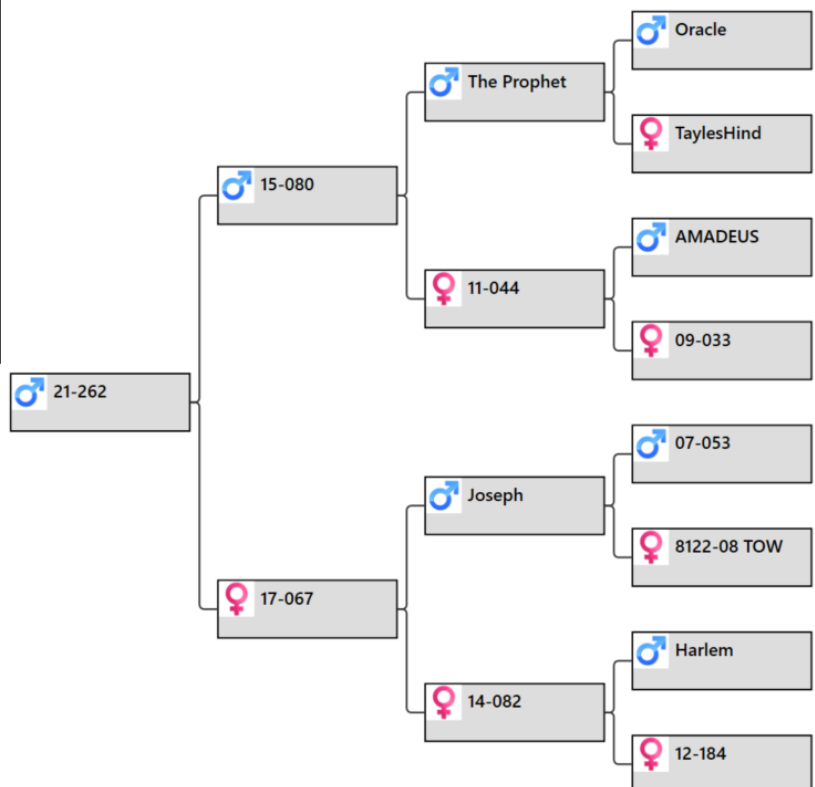 Oracle
The Prophet
TaylesHind
15-080
AMADEUS
11-044
09-033
21-262
07-053
Joseph
8122-08 TOW
17-067
Harlem
14-082
12-184